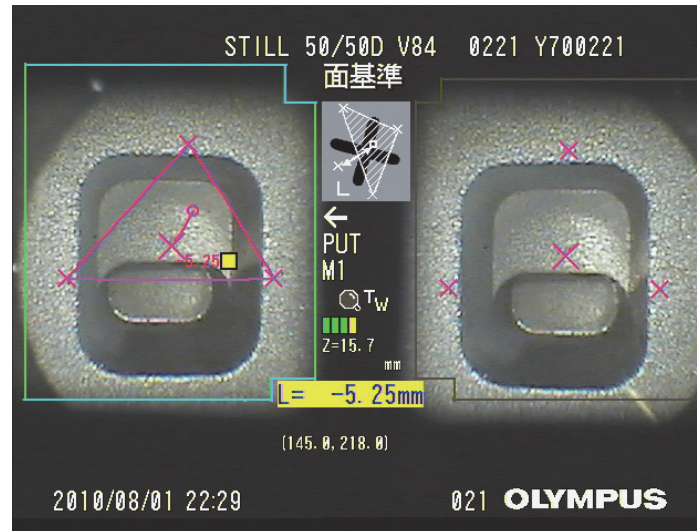 STILL 50/50D V84 0221 Y700221
面基準
L
←
PUT
M1
TW
Z=15.7
mm
-5.25
L= -5.25mm
(145.0,218.0)
2010/08/01 22:29
021 OLYMPUS